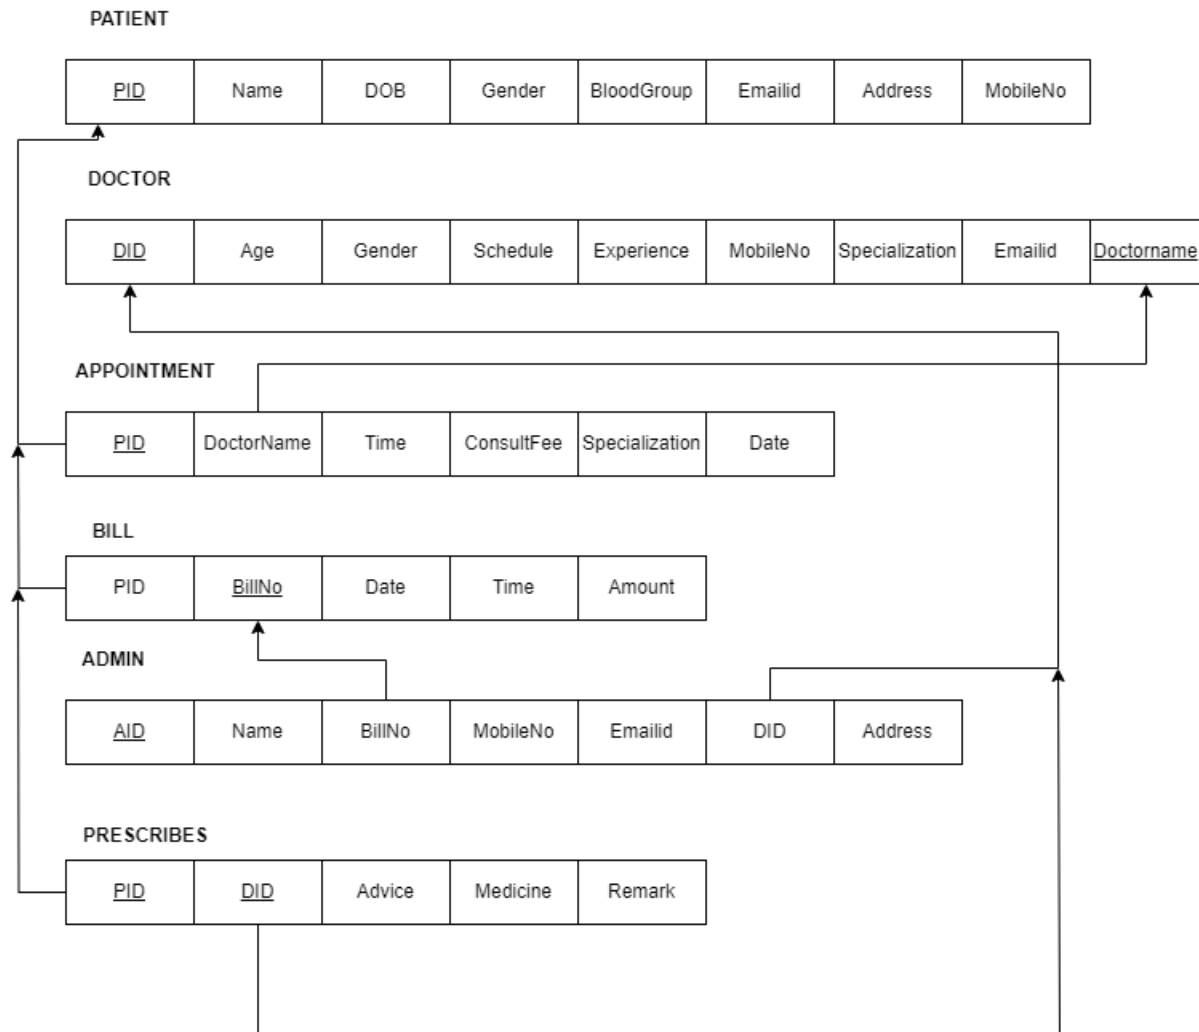 PATIENT
PID Name DOB Gender BloodGroup Emailid Address MobileNo
DOCTOR
DID Age Gender Schedule Experience MobileNo Specialization Emailid Doctorname
APPOINTMENT
PID DoctorName Time ConsultFee Specialization Date
BILL
PID BillNo Date Time Amount
ADMIN
AID Name BillNo MobileNo Emailid DID Address
PRESCRIBES
PID DID Advice Medicine Remark